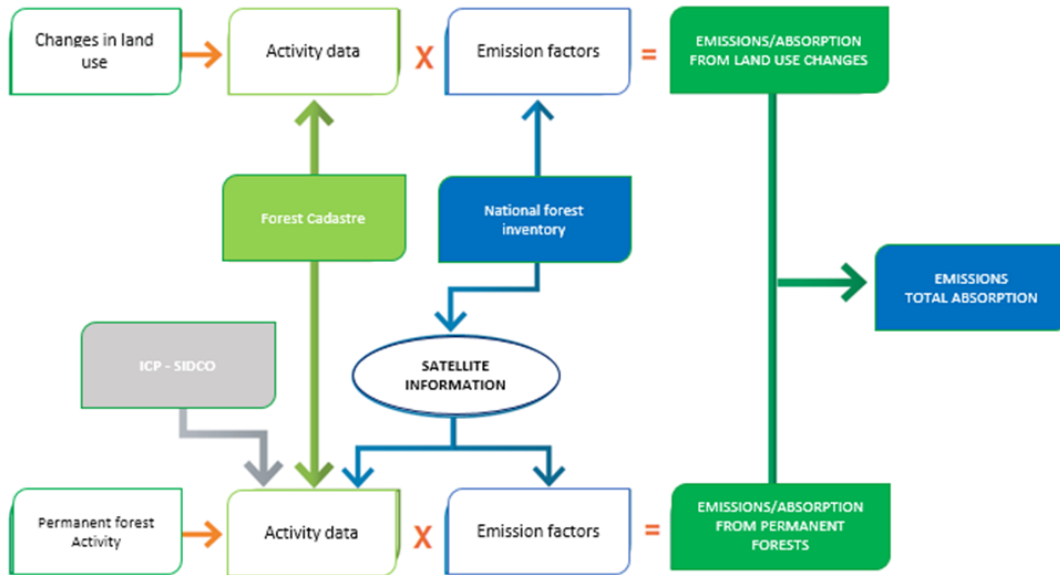 Changes in land
use
Activity data
X
Emission factors
=
EMISSIONS/ABSORPTION
FROM LAND USE CHANGES
Forest Cadastre
National forest
inventory
EMISSIONS
TOTAL ABSORPTION
ICP - SIDCO
SATELLITE
INFORMATION
Permanent forest
Activity
Activity data
X
Emission factors
=
EMISSIONS/ABSORPTION
FROM PERMANENT
FORESTS